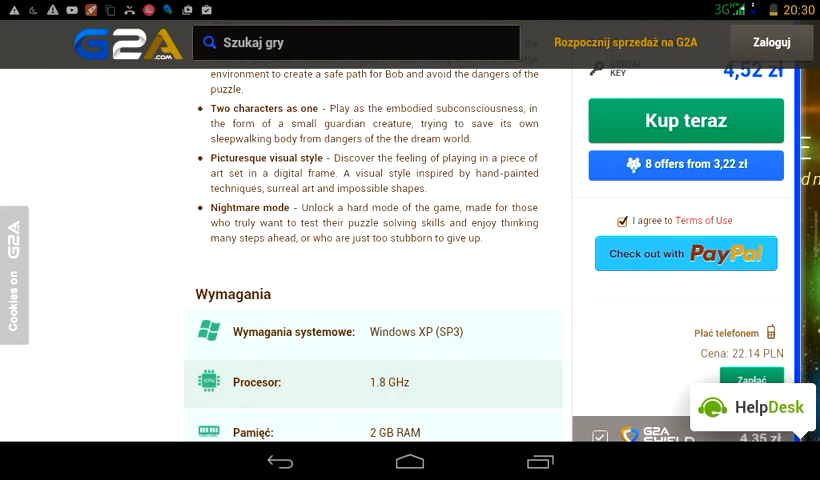 3G
20:30
G2A
.COM
Szukaj gry
Rozpocznij sprzedaż na G2A
Zaloguj
the
environment to create a safe path for Bob and avoid the dangers of the
puzzle.
Two characters as one - Play as the embodied subconsciousness, in
the form of a small guardian creature, trying to save its own
sleepwalking body from dangers of the the dream world.
Picturesque visual style - Discover the feeling of playing in a piece of
art set in a digital frame. A visual style inspired by hand-painted
techniques, surreal art and impossible shapes.
Nightmare mode - Unlock a hard mode of the game, made for those
who truly want to test their puzzle solving skills and enjoy thinking
many steps ahead, or who are just too stubborn to give up.
Wymagania
Wymagania systemowe: Windows XP (SP3)
CPU
Procesor: 1.8 GHz
Pamięć: 2 GB RAM
KEY
4,52 zł
Kup teraz
8 offers from 3,22 zł
I agree to Terms of Use
Check out with PayPal
Płać telefonem
Cena: 22.14 PLN
Zapłać
HelpDesk
G2A
SHIELD
4,35 zł
Cookies on G2A